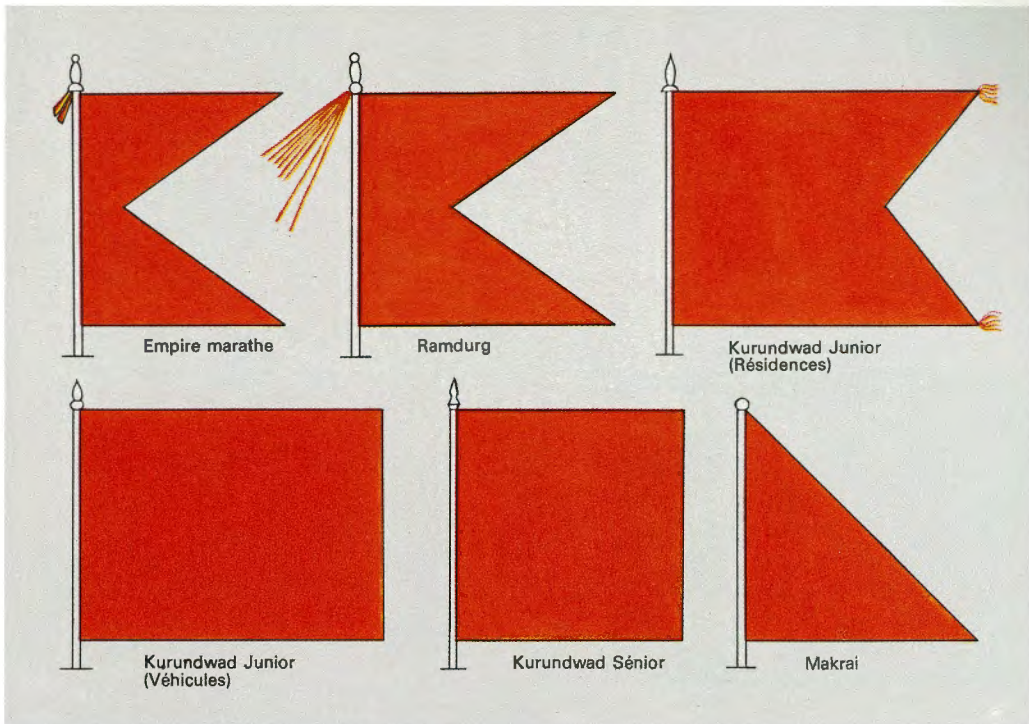 Empire marathe
Ramdurg
Kurundwad Junior
(Résidences)
Kurundwad Junior
(Véhicules)
Kurundwad Sénior
Makrai